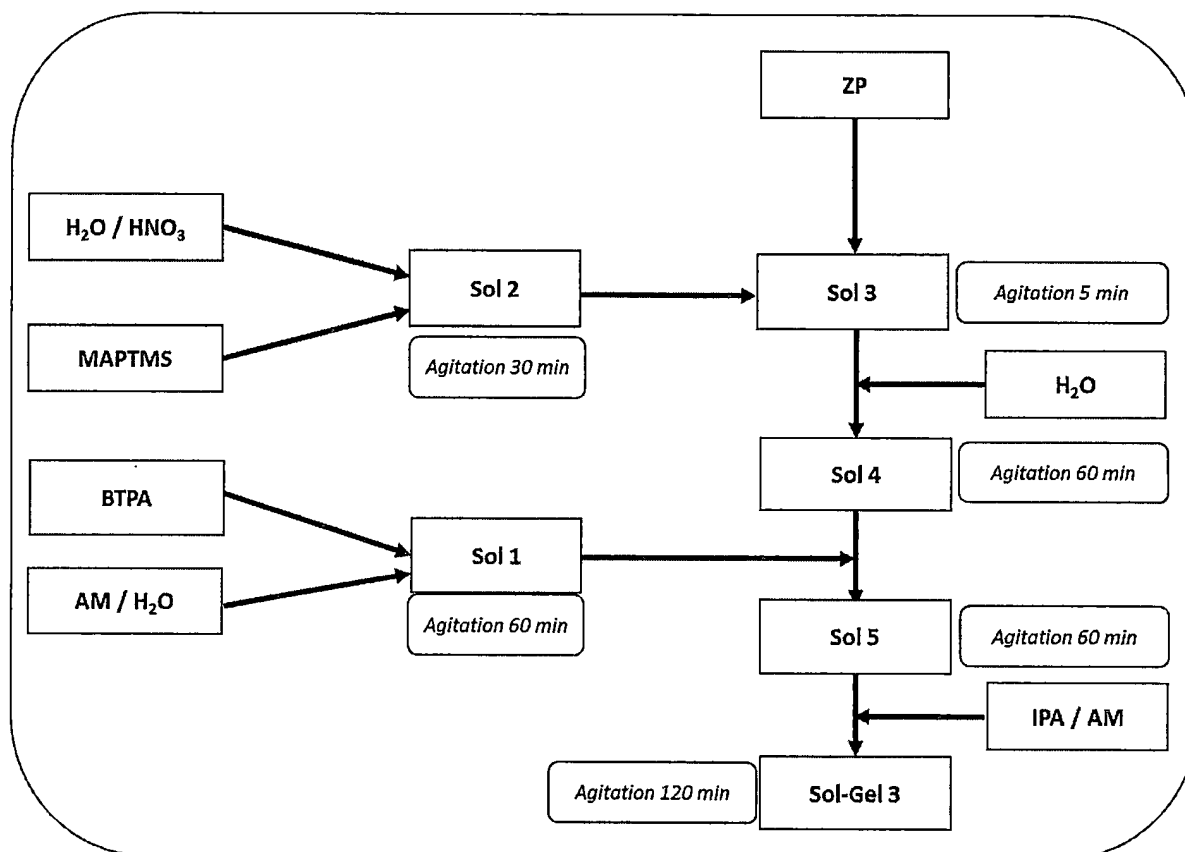 ZP
H₂O / HNO₃
Sol 2
Sol 3
Agitation 5 min
MAPTMS
Agitation 30 min
H₂O
BTPA
Sol 4
Agitation 60 min
Sol 1
AM / H₂O
Agitation 60 min
Sol 5
Agitation 60 min
IPA / AM
Agitation 120 min
Sol-Gel 3